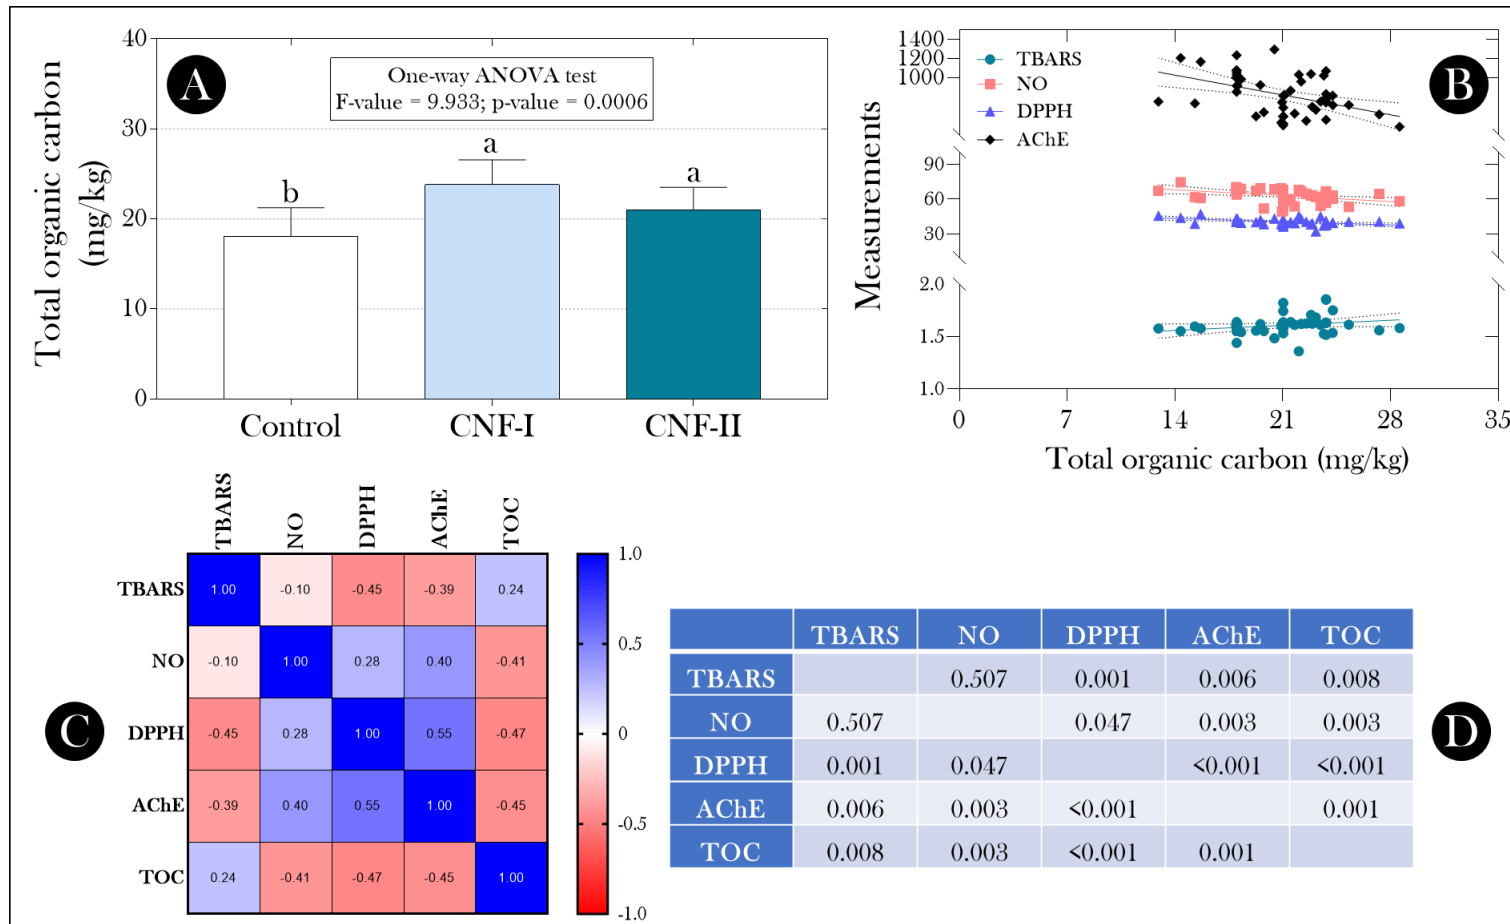 A
Total organic carbon
(mg/kg)
40
30
20
10
0
One-way ANOVA test
F-value = 9.933; p-value = 0.0006
b
a
a
Control
CNF-I
CNF-II
B
Measurements
1400
1200
1000
90
60
30
2.0
1.5
1.0
TBARS
NO
DPPH
AChE
0
7
14
21
28
35
Total organic carbon (mg/kg)
C
TBARS NO DPPH AChE TOC
TBARS 1.00 -0.10 -0.45 -0.39 0.24
NO -0.10 1.00 0.28 0.40 -0.41
DPPH -0.45 0.28 1.00 0.55 -0.47
AChE -0.39 0.40 0.55 1.00 -0.45
TOC 0.24 -0.41 -0.47 -0.45 1.00
1.0
0.5
0
-0.5
-1.0
D
TBARS NO DPPH AChE TOC
TBARS 0.507 0.001 0.006 0.008
NO 0.507 0.047 0.003 0.003
DPPH 0.001 0.047 <0.001 <0.001
AChE 0.006 0.003 <0.001 0.001
TOC 0.008 0.003 <0.001 0.001